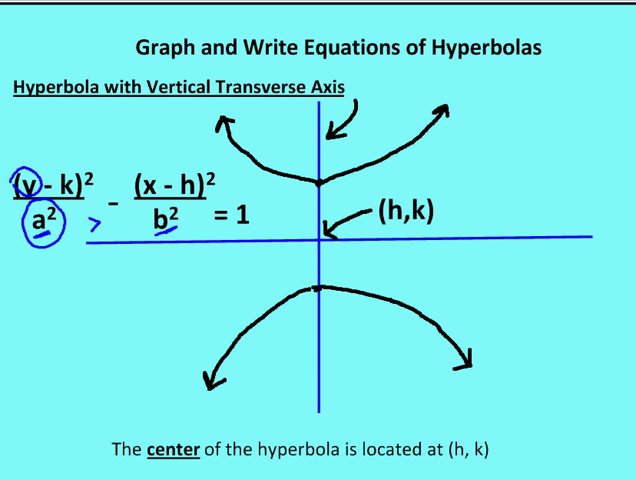 Graph and Write Equations of Hyperbolas
Hyperbola with Vertical Transverse Axis
(y - k)² / a² > - (x - h)² / b² = 1
(h,k)
The center of the hyperbola is located at (h, k)